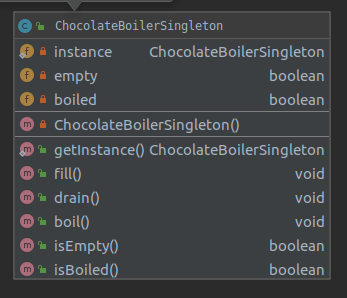 ChocolateBoilerSingleton
instance ChocolateBoilerSingleton
empty boolean
boiled boolean
ChocolateBoilerSingleton()
getInstance() ChocolateBoilerSingleton
fill() void
drain() void
boil() void
isEmpty() boolean
isBoiled() boolean